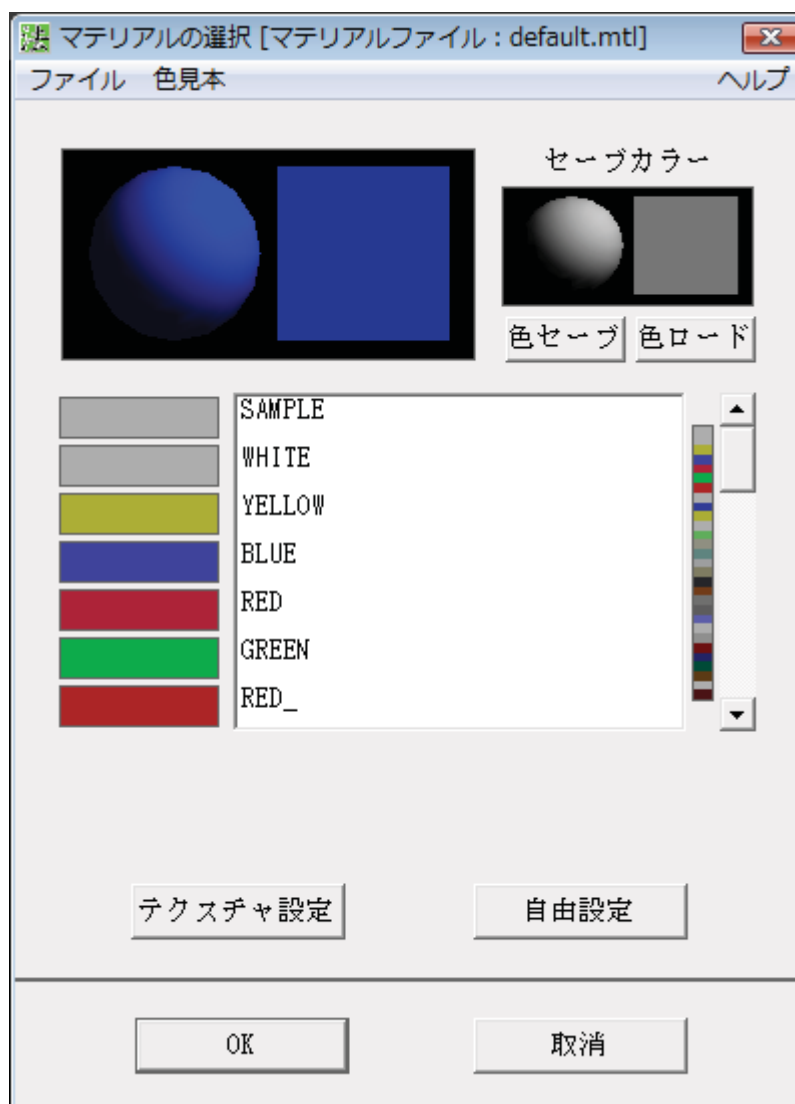 マテリアルの選択 [マテリアルファイル : default.mtl]
ファイル 色見本 ヘルプ
セーブカラー
色セーブ 色ロード
SAMPLE
WHITE
YELLOW
BLUE
RED
GREEN
RED_
テクスチャ設定 自由設定
OK 取消